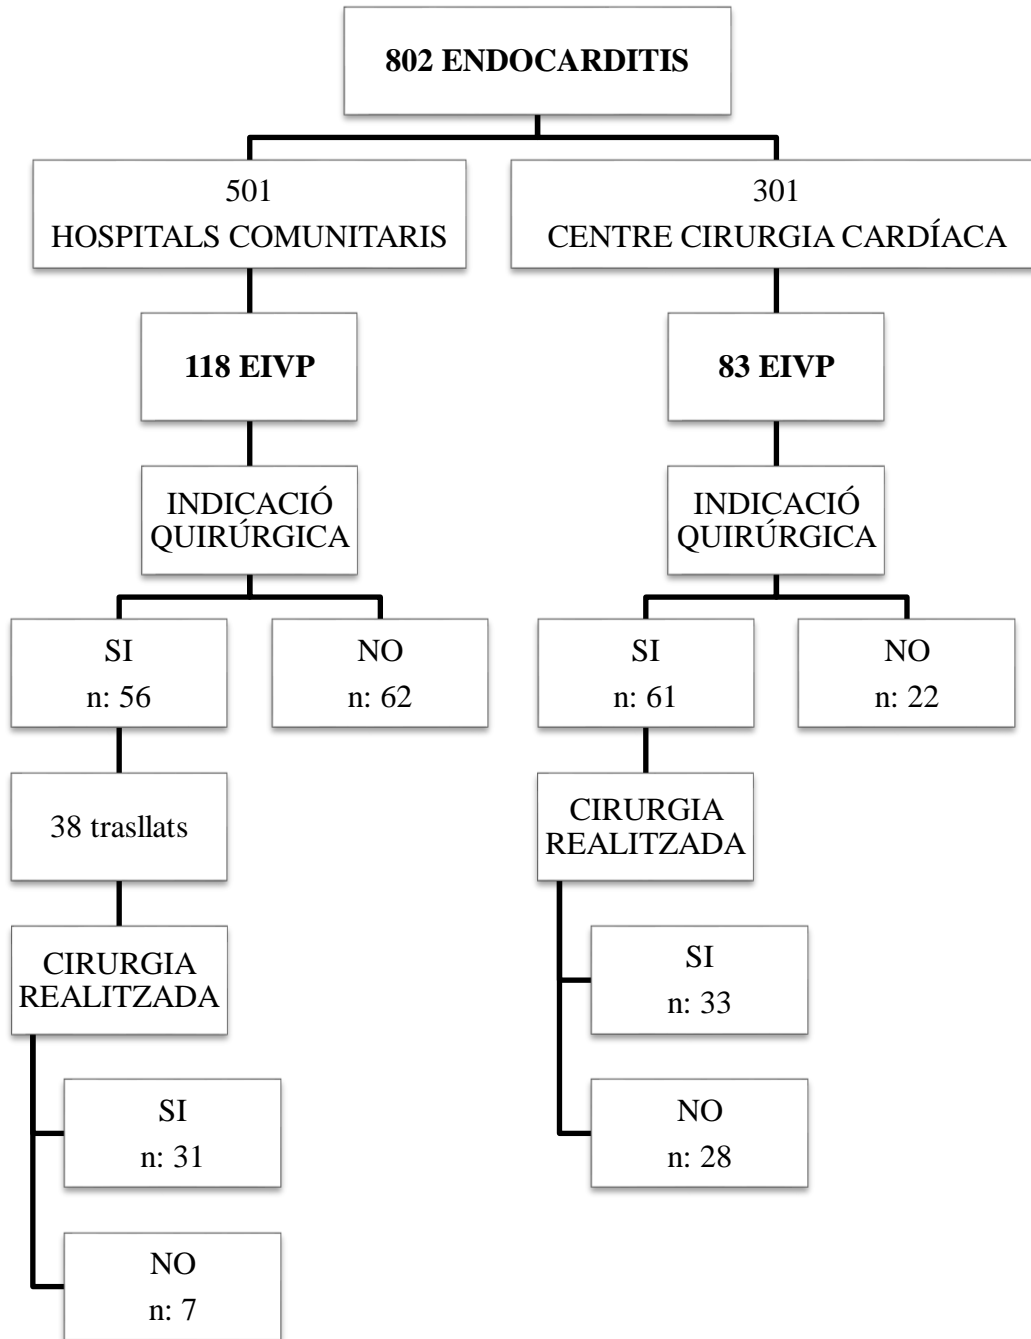 802 ENDOCARDITIS
501
HOSPITALS COMUNITARIS
301
CENTRE CIRURGIA CARDÍACA
118 EIVP
83 EIVP
INDICACIÓ
QUIRÚRGICA
INDICACIÓ
QUIRÚRGICA
SI
n: 56
NO
n: 62
SI
n: 61
NO
n: 22
38 trasllats
CIRURGIA
REALITZADA
CIRURGIA
REALITZADA
SI
n: 33
SI
n: 31
NO
n: 28
NO
n: 7